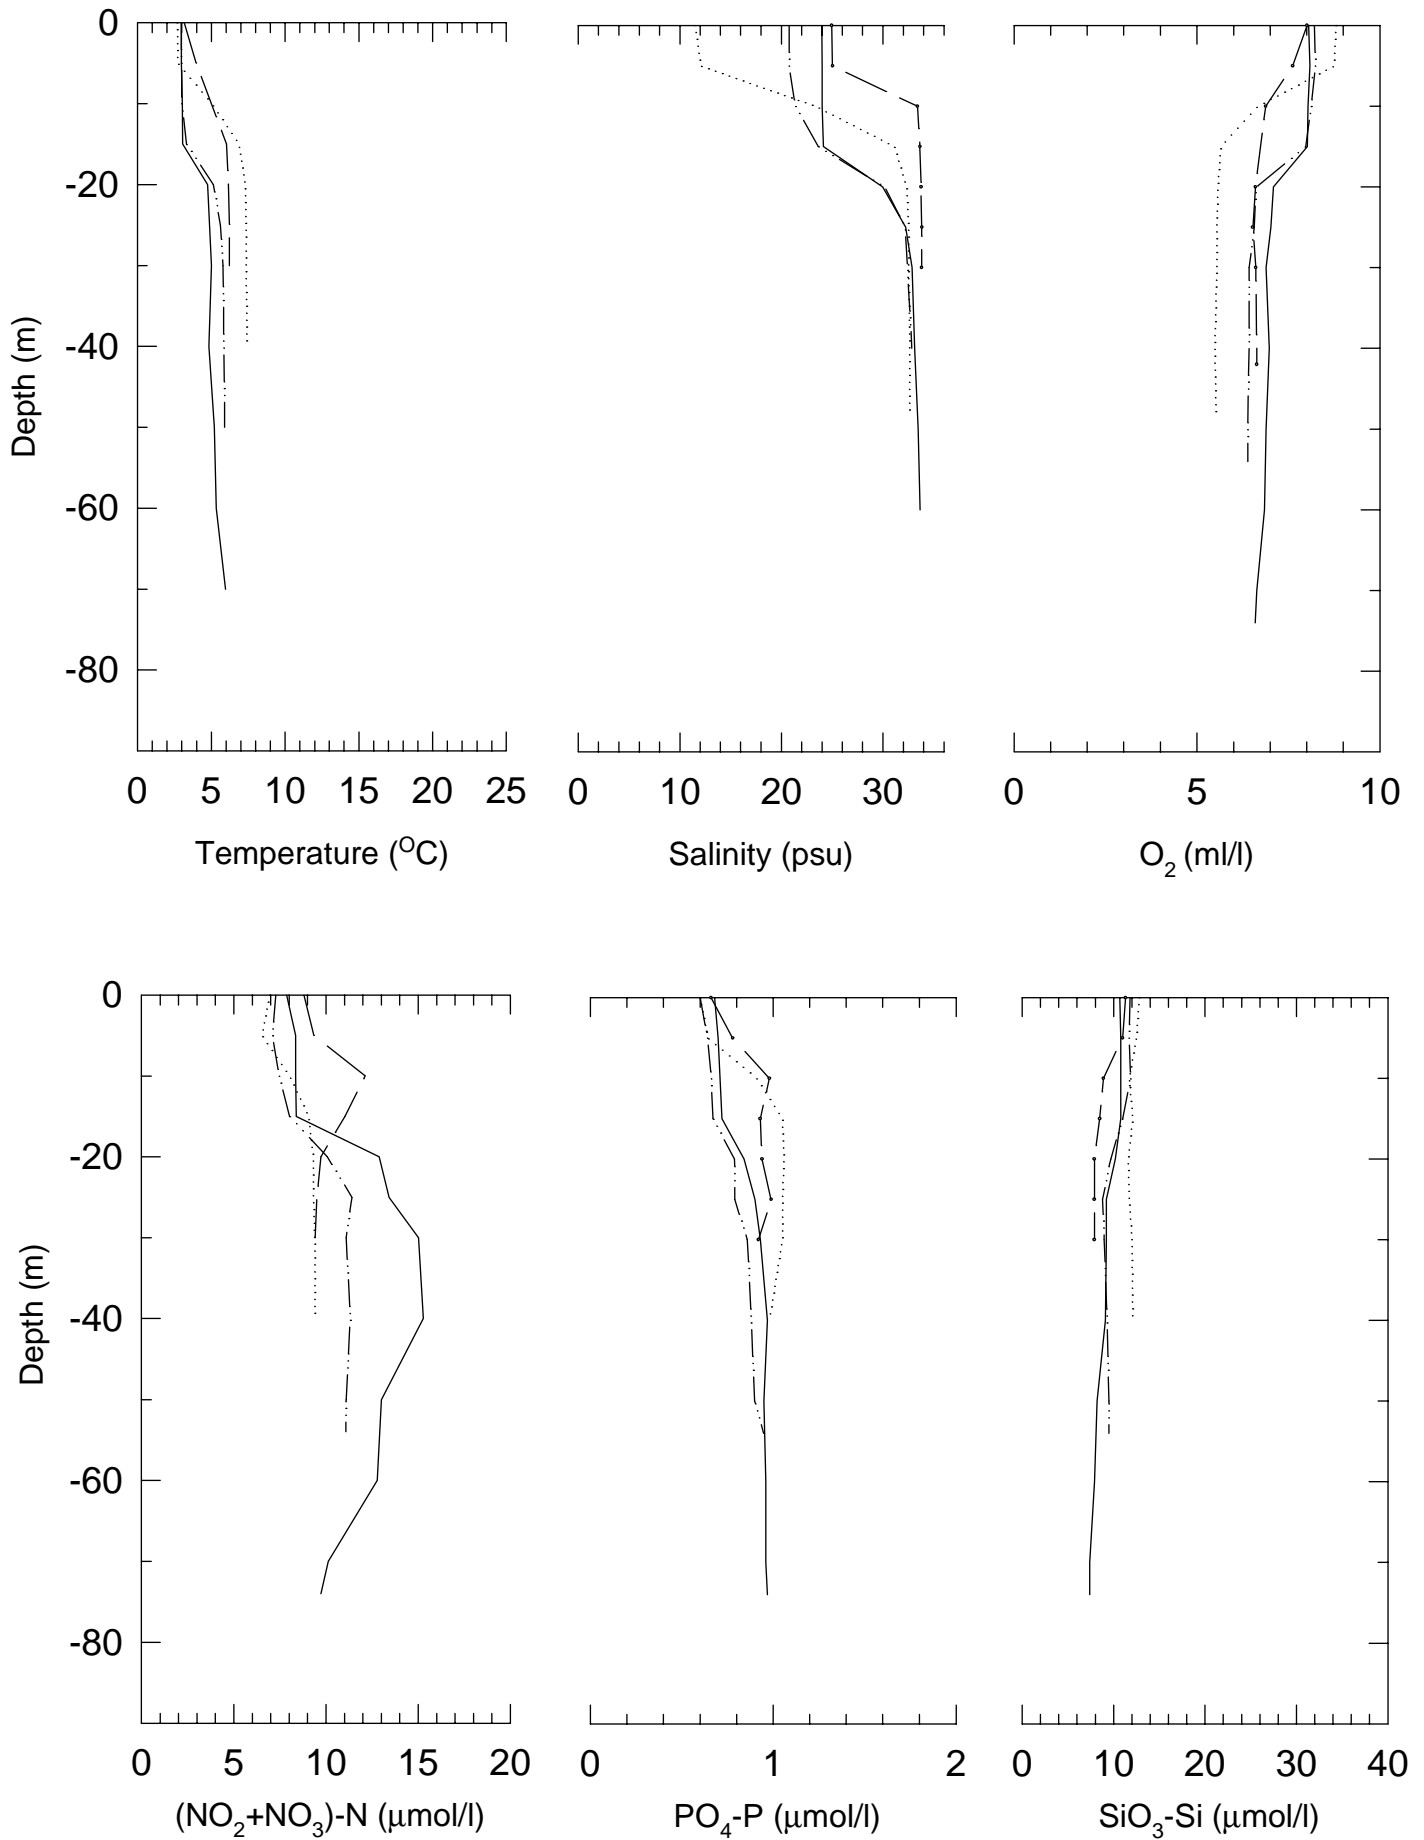 0
-20
-40
-60
-80
Depth (m)
0 5 10 15 20 25
0 20 30
0 5 10
Temperature (°C)
Salinity (psu)
O₂ (ml/l)
0
-20
-40
-60
-80
Depth (m)
0 5 10 15 20
0 1 2
0 10 20 30 40
(NO₂+NO₃)-N (μmol/l)
PO₄-P (μmol/l)
SiO₃-Si (μmol/l)